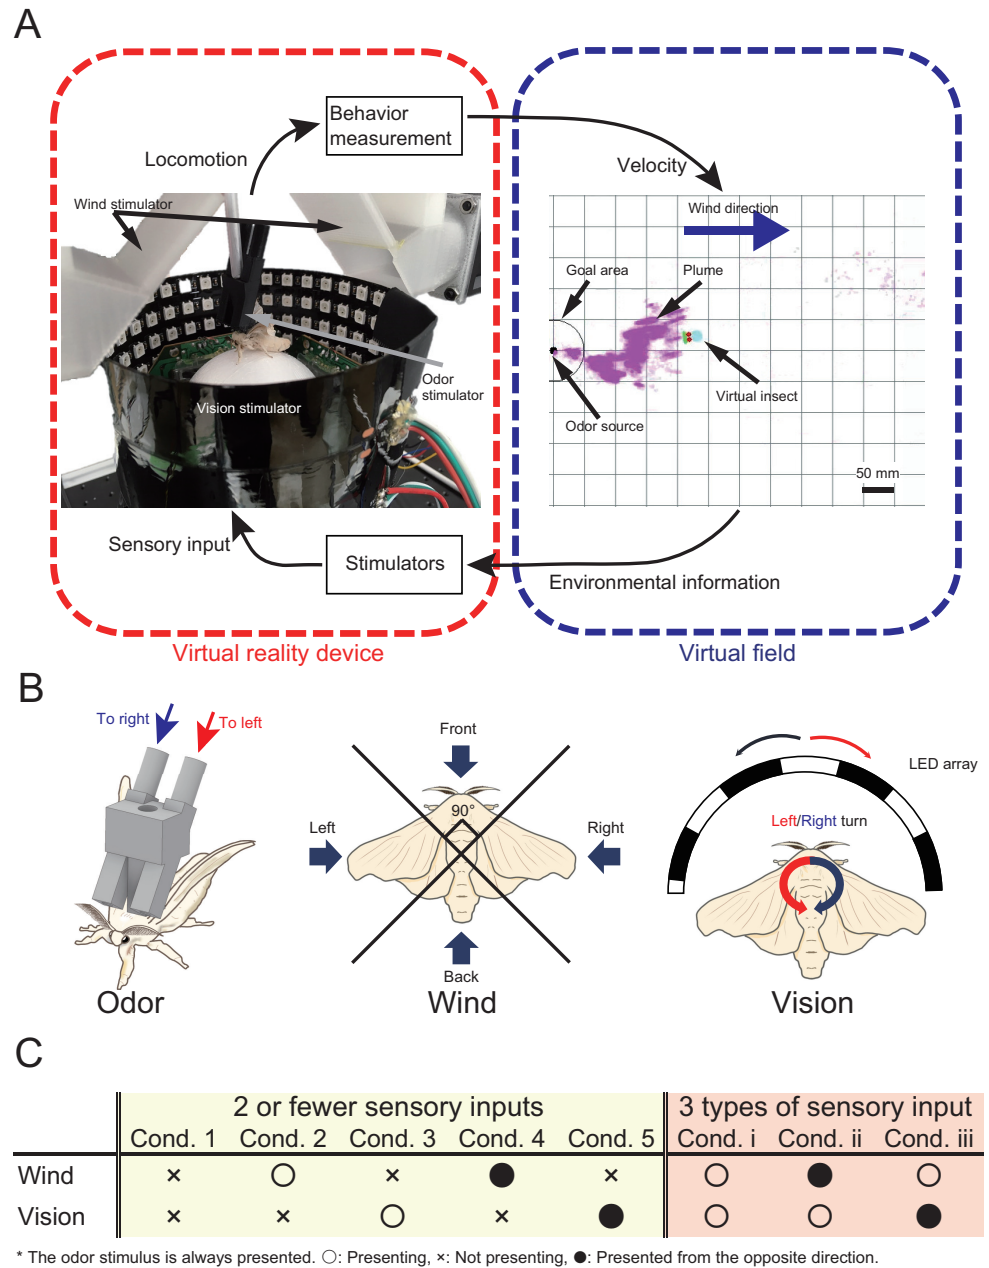 A
Behavior
measurement
Locomotion
Velocity
Wind stimulator
Wind direction
Goal area
Plume
Odor
stimulator
Vision stimulator
Virtual insect
Odor source
50 mm
Sensory input
Stimulators
Environmental information
Virtual reality device
Virtual field
B
To right
To left
Front
LED array
90°
Left
Right
Left/Right turn
Back
Odor
Wind
Vision
C
2 or fewer sensory inputs
3 types of sensory input
Cond. 1 Cond. 2 Cond. 3 Cond. 4 Cond. 5 Cond. i Cond. ii Cond. iii
Wind × ○ × ● × ○ ● ○
Vision × × ○ × ● ○ ○ ●
* The odor stimulus is always presented. ○: Presenting, ×: Not presenting, ●: Presented from the opposite direction.